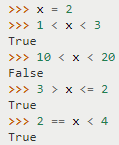 >>> x = 2
>>> 1 < x < 3
True
>>> 10 < x < 20
False
>>> 3 > x <= 2
True
>>> 2 == x < 4
True